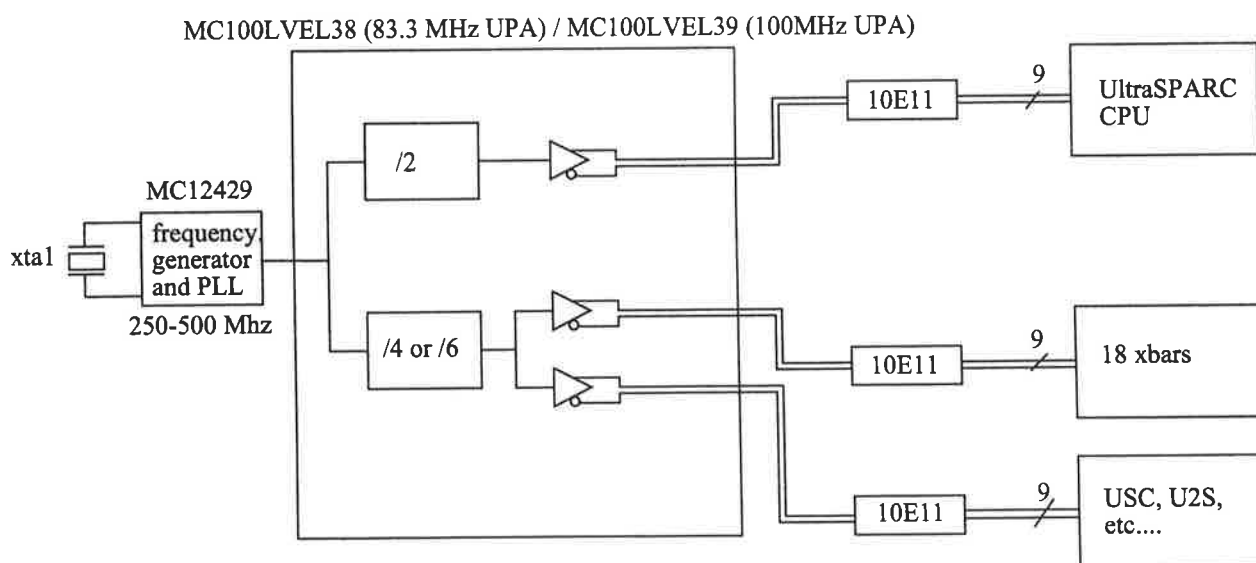 MC100LVEL38 (83.3 MHz UPA) / MC100LVEL39 (100MHz UPA)
9
10E11
UltraSPARC
CPU
/2
MC12429
xta1
frequency
generator
and PLL
250-500 Mhz
/4 or /6
9
10E11
18 xbars
9
10E11
USC, U2S,
etc....